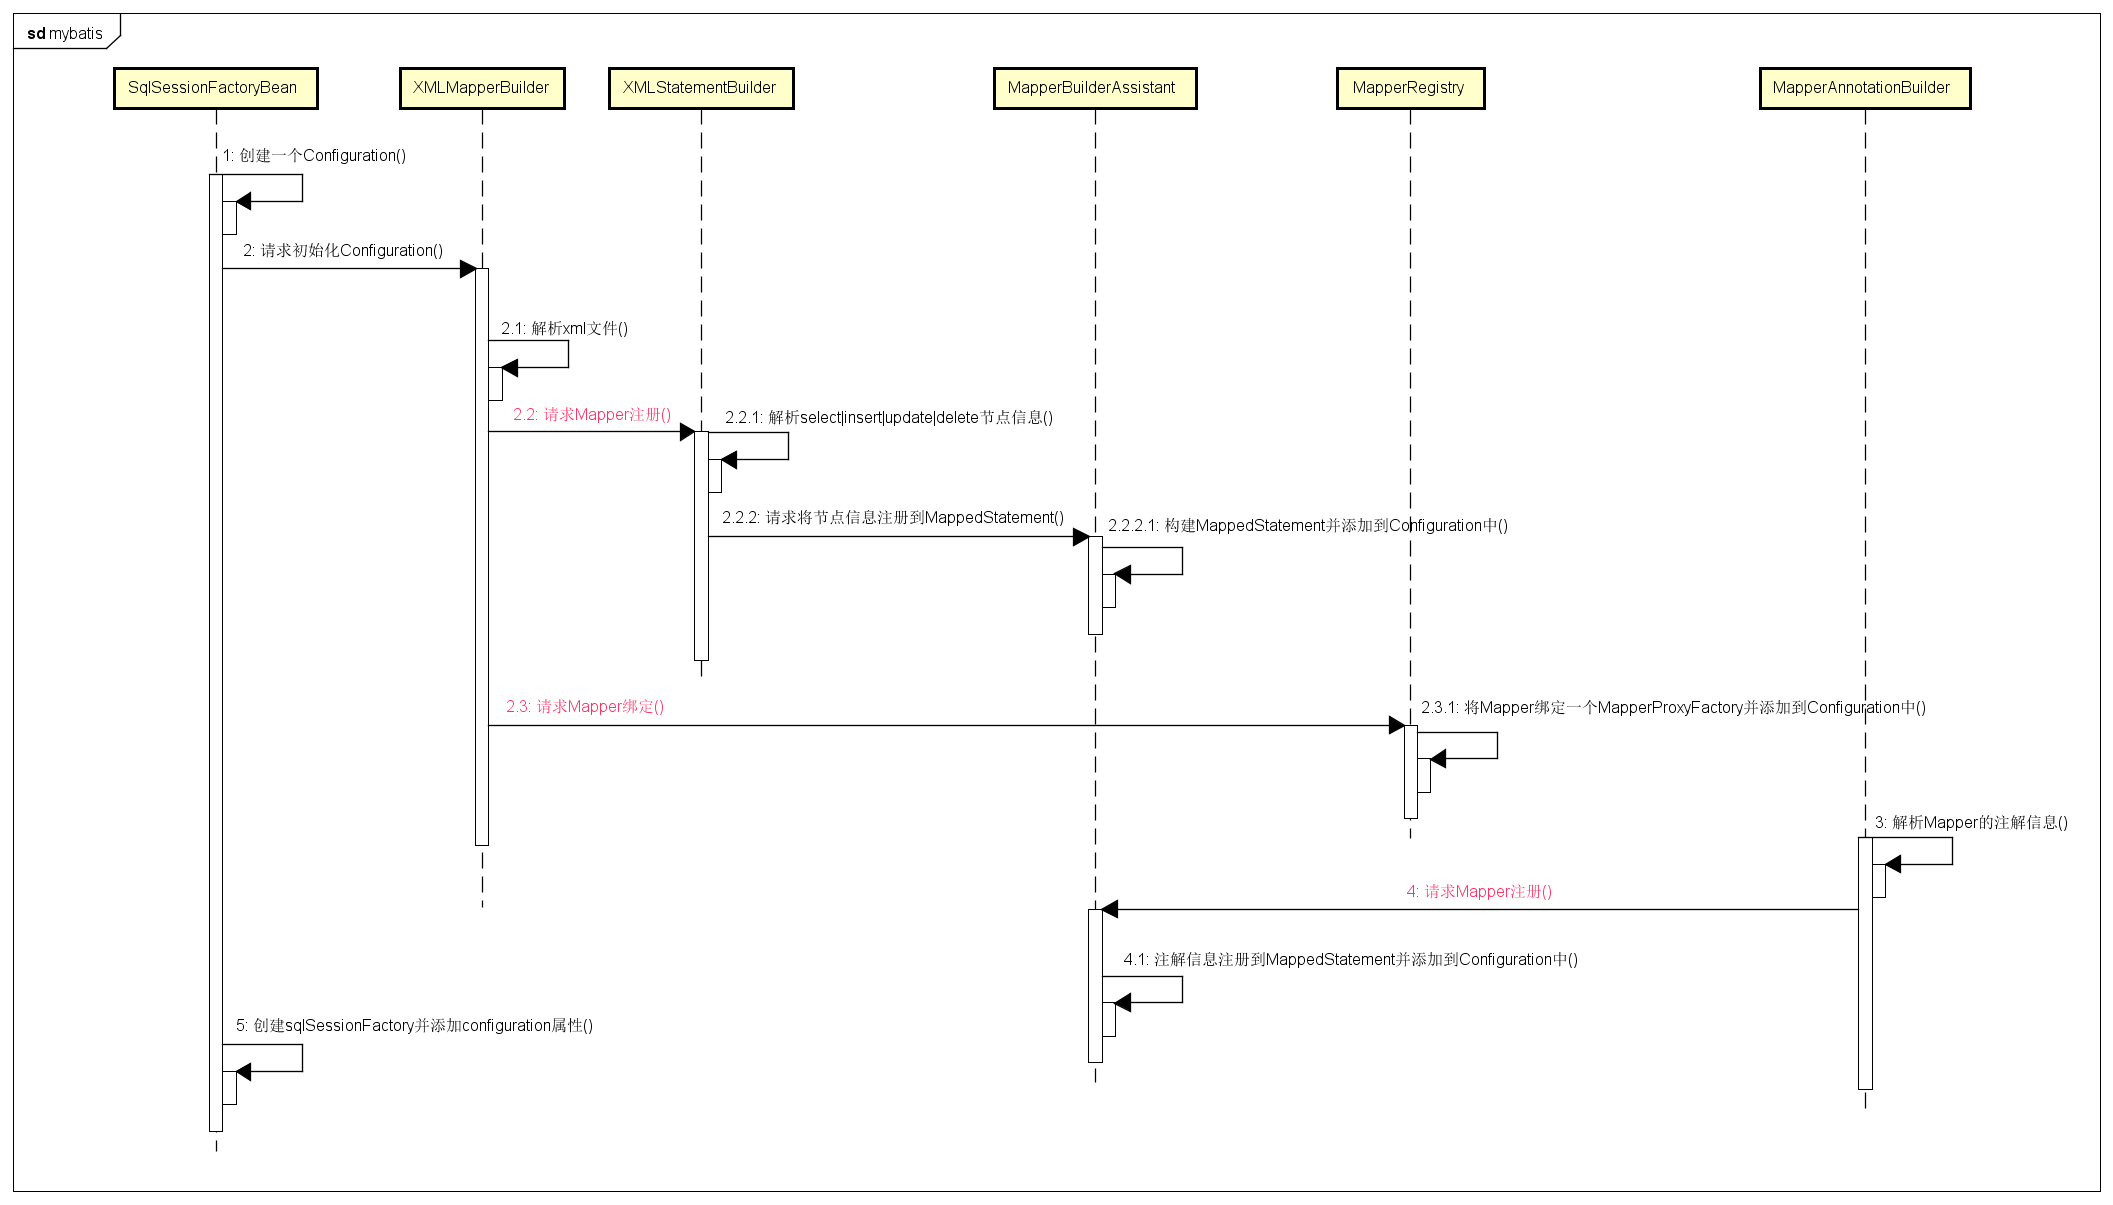 sd mybatis
SqlSessionFactoryBean
XMLMapperBuilder
XMLStatementBuilder
MapperBuilderAssistant
MapperRegistry
MapperAnnotationBuilder
1: 创建一个Configuration()
2: 请求初始化Configuration()
2.1: 解析xml文件()
2.2: 请求Mapper注册()
2.2.1: 解析select|insert|update|delete节点信息()
2.2.2: 请求将节点信息注册到MappedStatement()
2.2.2.1: 构建MappedStatement并添加到Configuration中()
2.3: 请求Mapper绑定()
2.3.1: 将Mapper绑定一个MapperProxyFactory并添加到Configuration中()
3: 解析Mapper的注解信息()
4: 请求Mapper注册()
4.1: 注解信息注册到MappedStatement并添加到Configuration中()
5: 创建sqlSessionFactory并添加configuration属性()